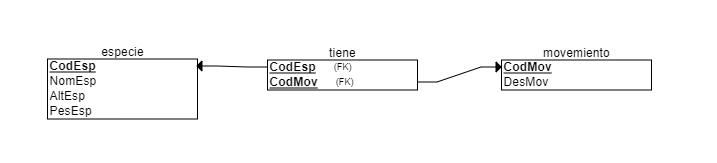 especie
CodEsp
NomEsp
AltEsp
PesEsp
tiene
CodEsp (FK)
CodMov (FK)
movemiento
CodMov
DesMov